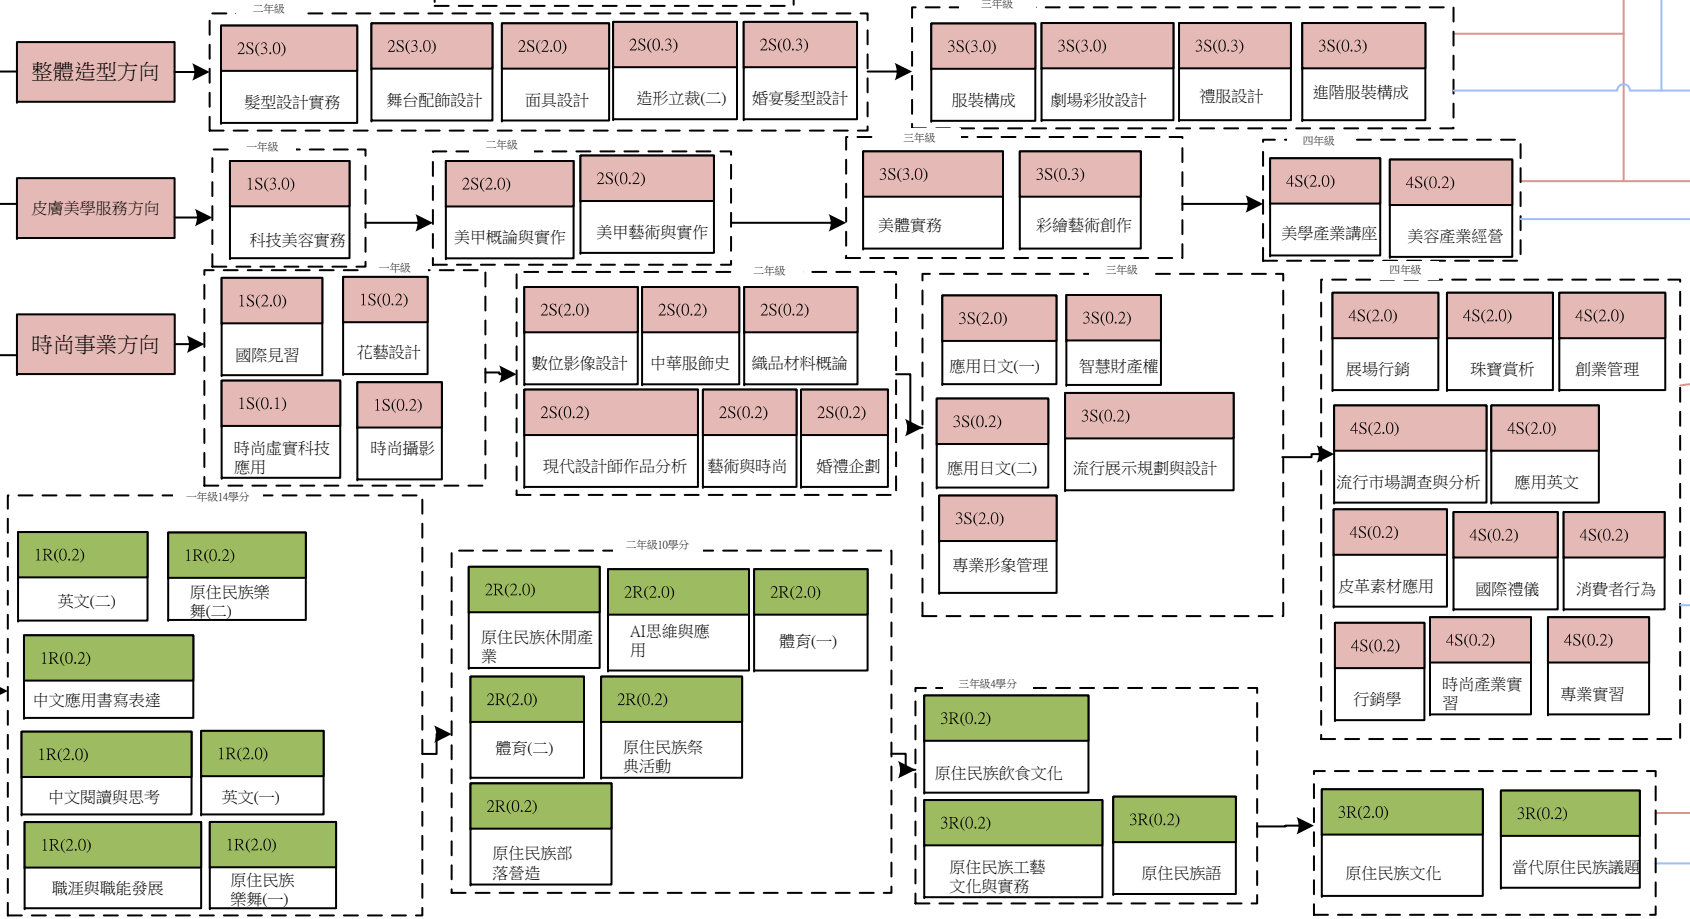 二年級
三年級
整體造型方向
2S(3.0)
髮型設計實務
2S(3.0)
舞台配飾設計
2S(2.0)
面具設計
2S(0.3)
造形立裁(二)
2S(0.3)
婚宴髮型設計
3S(3.0)
服裝構成
3S(3.0)
劇場彩妝設計
3S(0.3)
禮服設計
3S(0.3)
進階服裝構成
一年級
二年級
三年級
四年級
皮膚美學服務方向
1S(3.0)
科技美容實務
2S(2.0)
美甲概論與實作
2S(0.2)
美甲藝術與實作
3S(3.0)
美體實務
3S(0.3)
彩繪藝術創作
4S(2.0)
美學產業講座
4S(0.2)
美容產業經營
一年級
二年級
三年級
四年級
時尚事業方向
1S(2.0)
國際見習
1S(0.2)
花藝設計
1S(0.1)
時尚虛實科技
應用
1S(0.2)
時尚攝影
2S(2.0)
數位影像設計
2S(0.2)
中華服飾史
2S(0.2)
織品材料概論
2S(0.2)
現代設計師作品分析
2S(0.2)
藝術與時尚
2S(0.2)
婚禮企劃
3S(2.0)
應用日文(一)
3S(0.2)
智慧財產權
3S(0.2)
應用日文(二)
3S(0.2)
流行展示規劃與設計
3S(2.0)
專業形象管理
4S(2.0)
展場行銷
4S(2.0)
珠寶賞析
4S(2.0)
創業管理
4S(2.0)
流行市場調查與分析
4S(2.0)
應用英文
4S(0.2)
皮革素材應用
4S(0.2)
國際禮儀
4S(0.2)
消費者行為
4S(0.2)
行銷學
4S(0.2)
時尚產業實
習
4S(0.2)
專業實習
一年級14學分
1R(0.2)
英文(二)
1R(0.2)
原住民族樂
舞(二)
1R(0.2)
中文應用書寫表達
1R(2.0)
中文閱讀與思考
1R(2.0)
英文(一)
1R(2.0)
職涯與職能發展
1R(2.0)
原住民族
樂舞(一)
二年級10學分
2R(2.0)
原住民族休閒產
業
2R(2.0)
AI思維與應
用
2R(2.0)
體育(一)
2R(2.0)
體育(二)
2R(0.2)
原住民族祭
典活動
2R(0.2)
原住民族部
落營造
三年級4學分
3R(0.2)
原住民族飲食文化
3R(0.2)
原住民族工藝
文化與實務
3R(0.2)
原住民族語
3R(2.0)
原住民族文化
3R(0.2)
當代原住民族議題